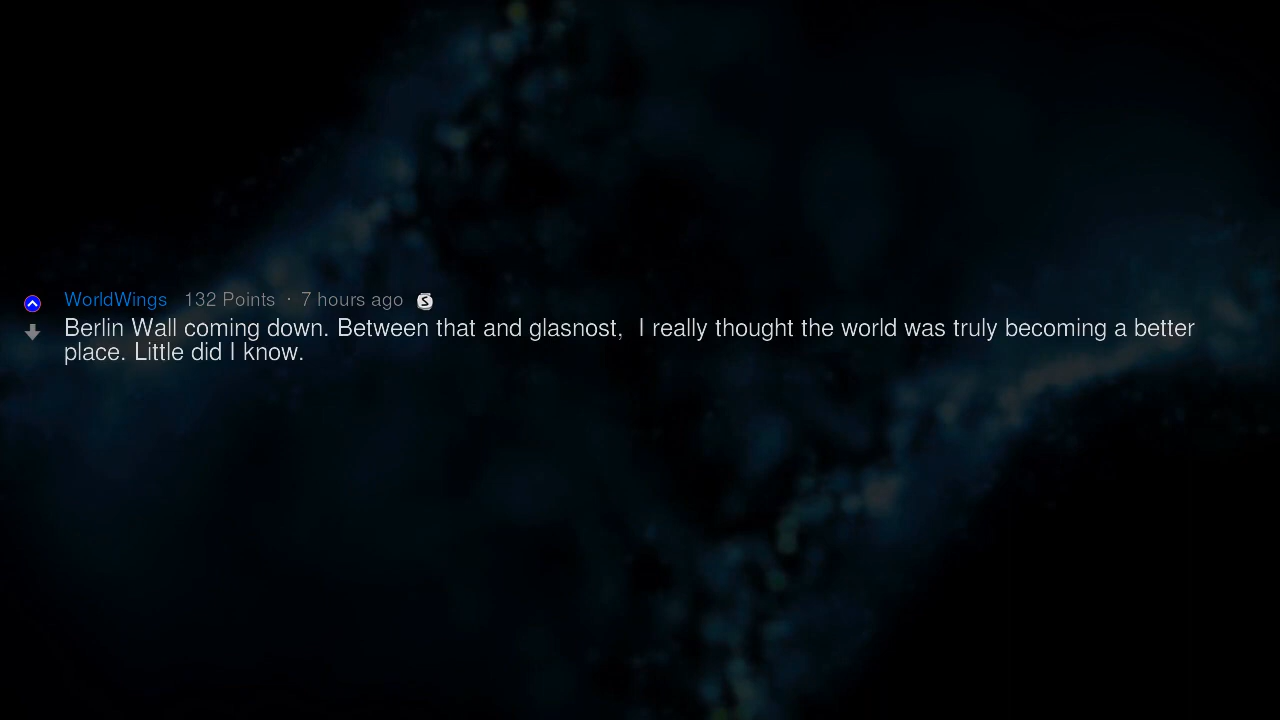 WorldWings 132 Points · 7 hours ago
Berlin Wall coming down. Between that and glasnost,  I really thought the world was truly becoming a better
place. Little did I know.